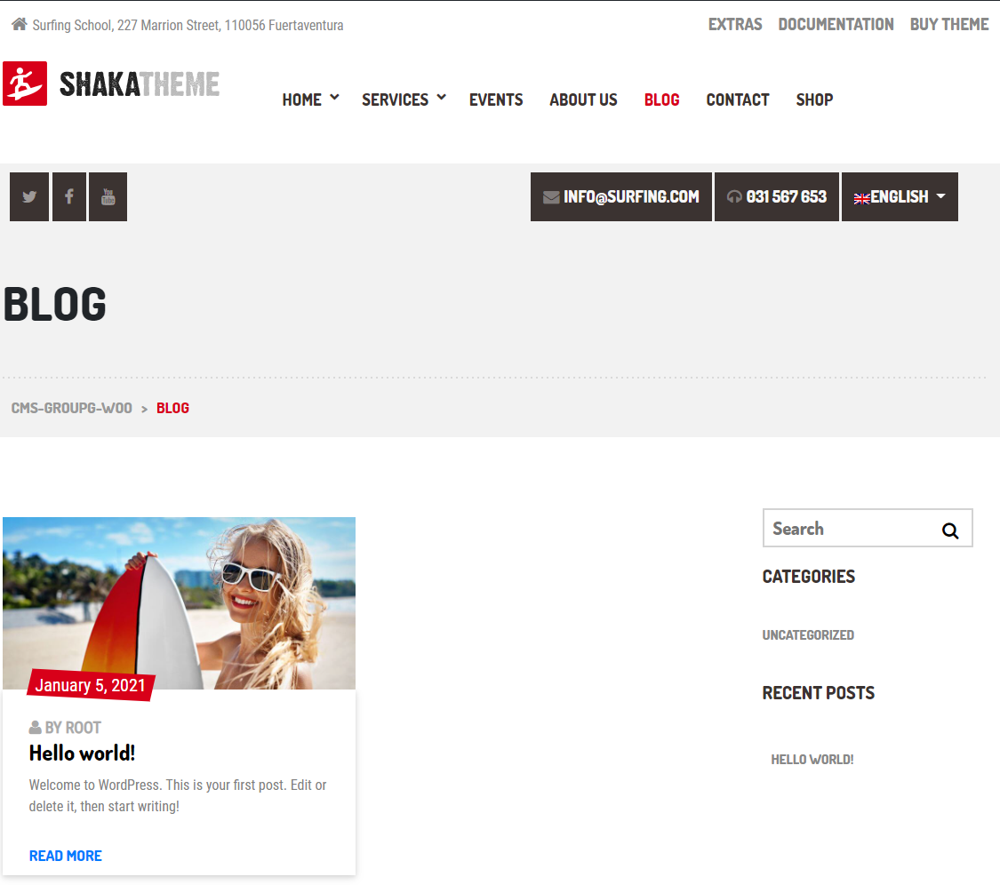 Surfing School, 227 Marrion Street, 110056 Fuertaventura
EXTRAS DOCUMENTATION BUY THEME
SHAKATHEME
HOME SERVICES EVENTS ABOUT US BLOG CONTACT SHOP
You Tube
INFO@SURFING.COM 031 567 653 ENGLISH
BLOG
CMS-GROUPG-WOO > BLOG
Search
CATEGORIES
UNCATEGORIZED
RECENT POSTS
HELLO WORLD!
January 5, 2021
BY ROOT
Hello world!
Welcome to WordPress. This is your first post. Edit or
delete it, then start writing!
READ MORE